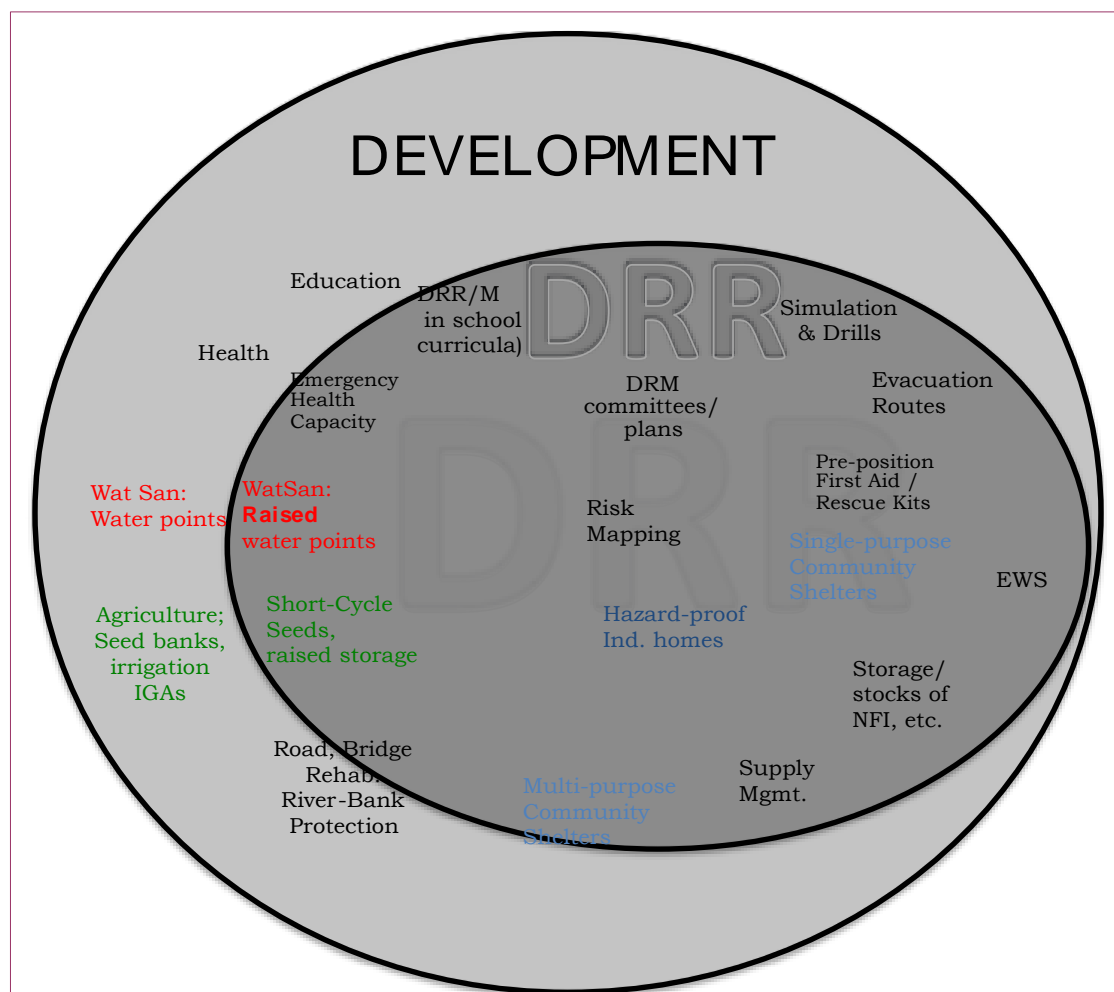 DEVELOPMENT
DRR
Education
DRR/M
in school
curricula)
Simulation
& Drills
Health
Emergency
Health
Capacity
DRM
committees/
plans
Evacuation
Routes
DRR
Pre-position
First Aid /
Rescue Kits
Wat San:
Water points
WatSan:
Raised
water points
Risk
Mapping
Single-purpose
Community
Shelters
EWS
Agriculture;
Seed banks,
irrigation
IGAs
Short-Cycle
Seeds,
raised storage
Hazard-proof
Ind. homes
Storage/
stocks of
NFI, etc.
Road, Bridge
Rehab.
River-Bank
Protection
Multi-purpose
Community
Shelters
Supply
Mgmt.